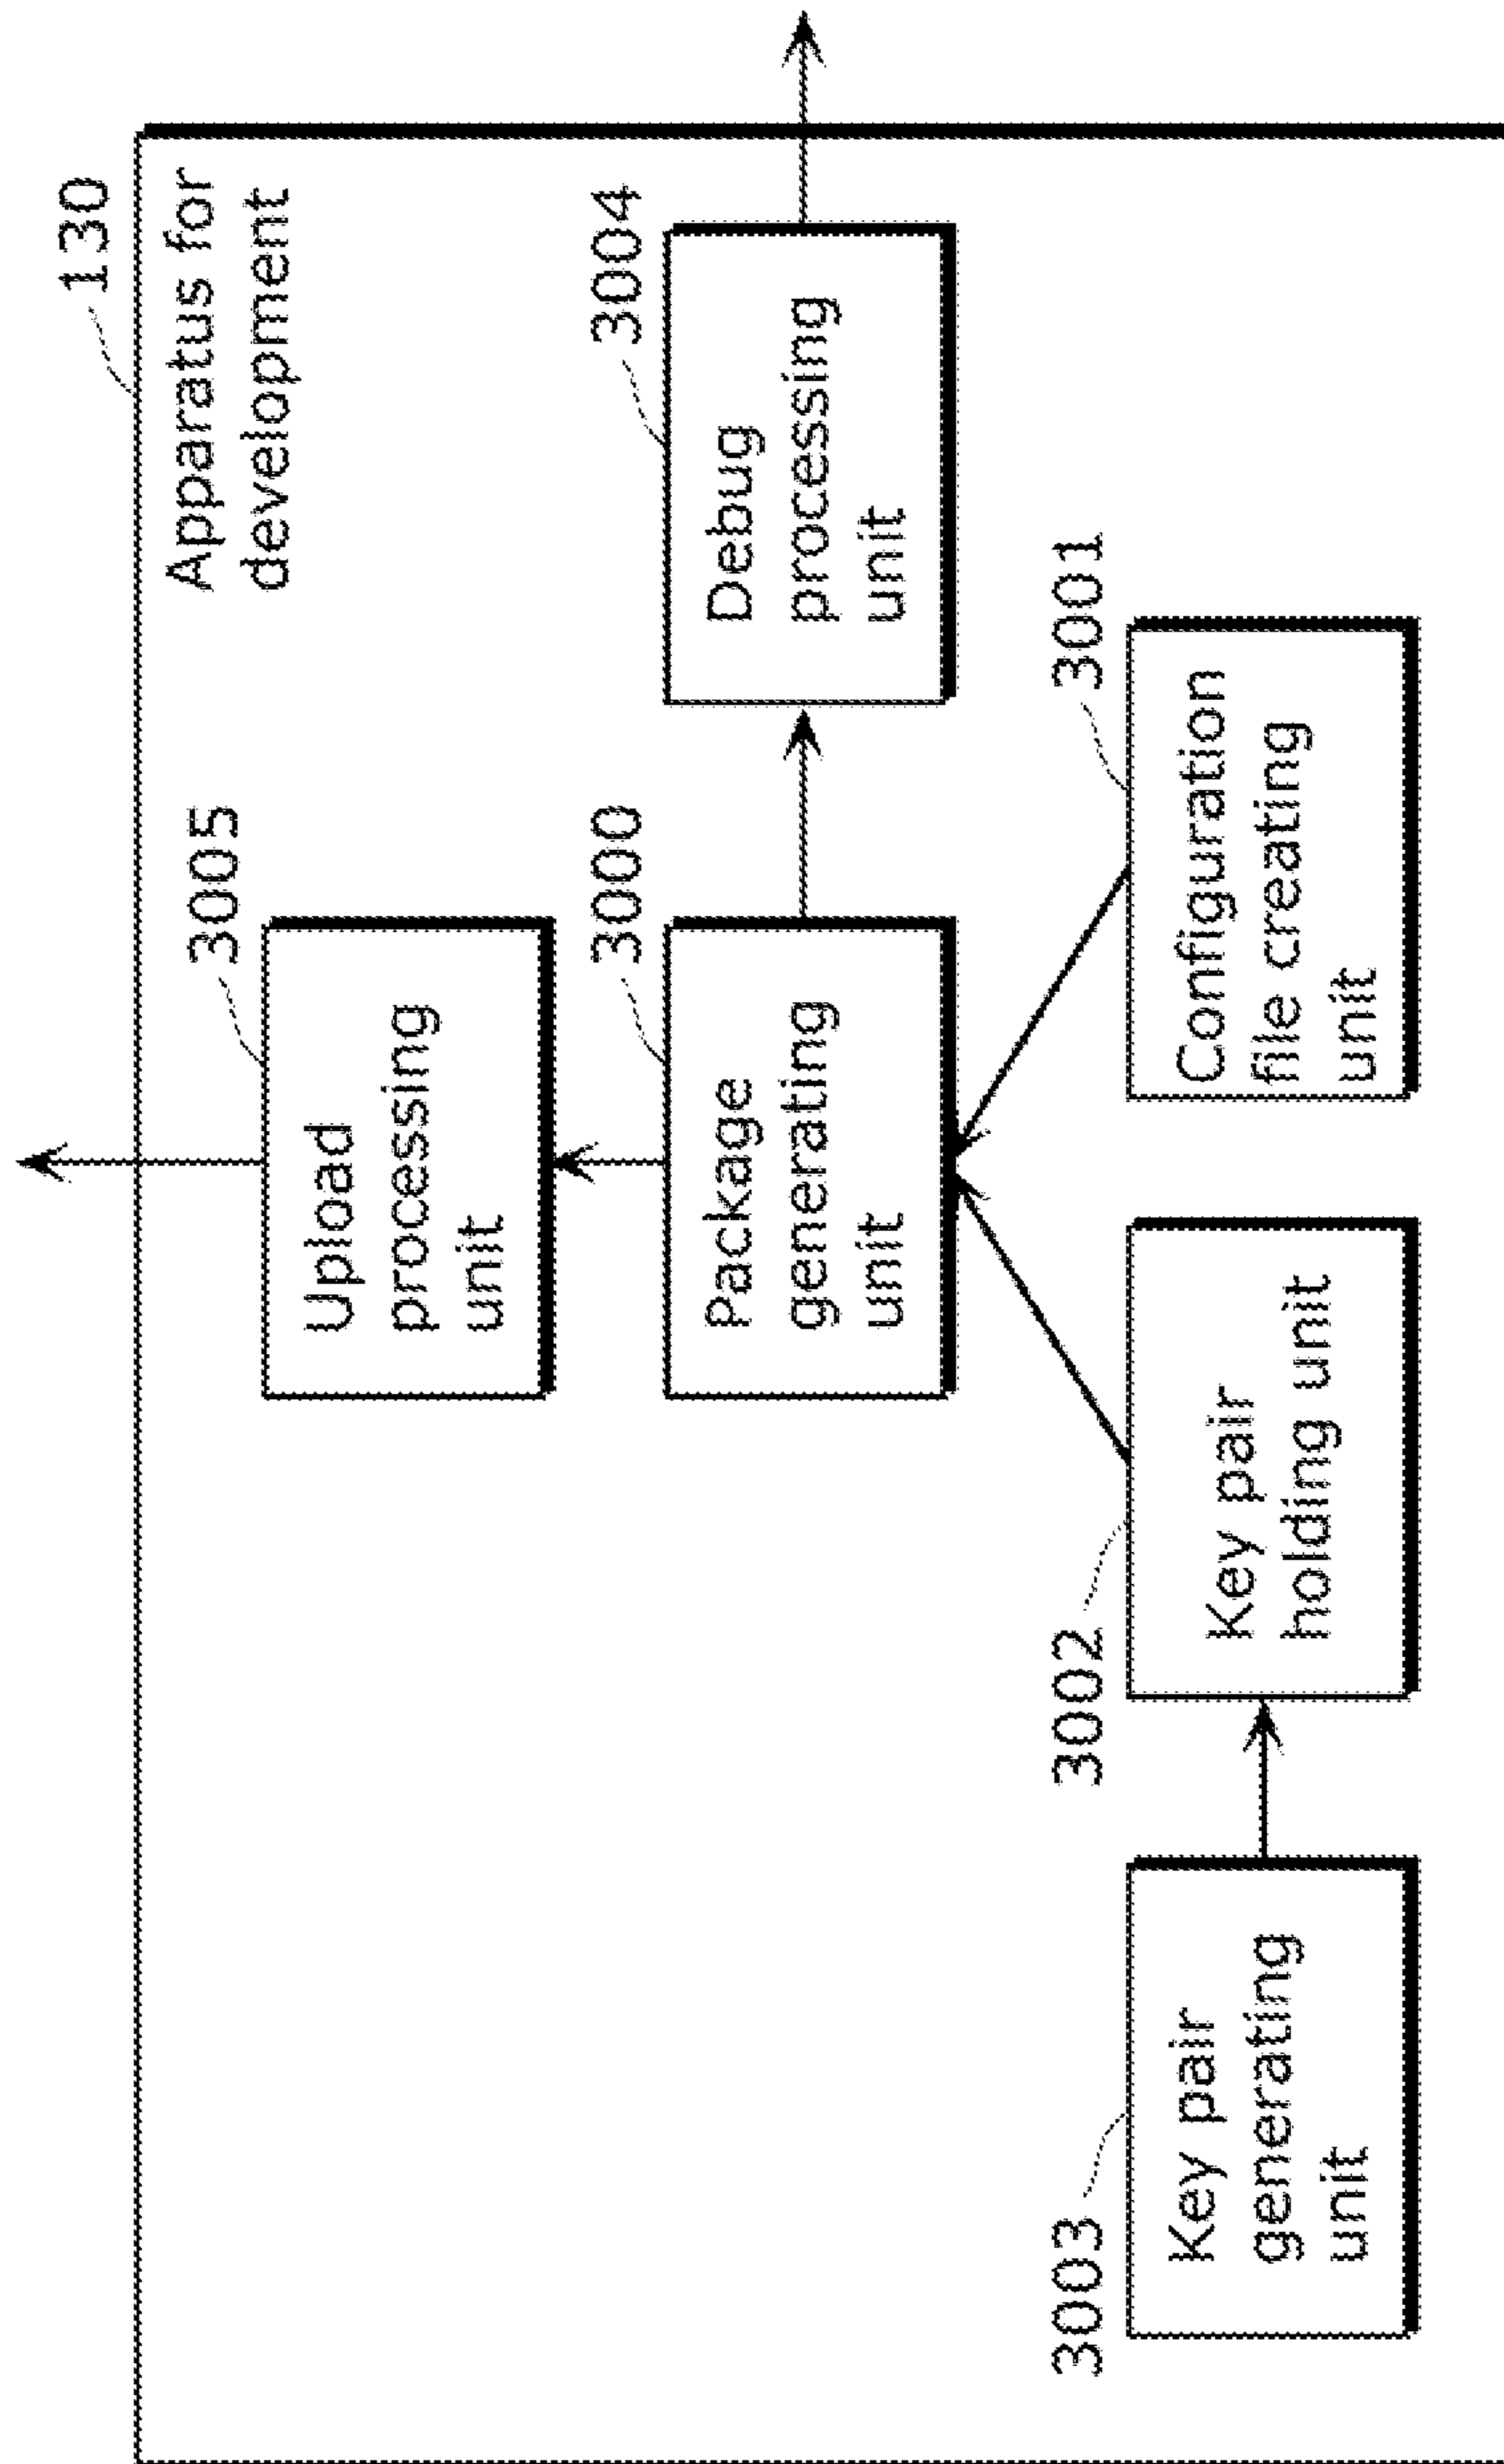 130
Apparatus for
development
3005
Upload
processing
unit
3000
Package
generating
unit
3004
Debug
processing
unit
3003
Key pair
generating
unit
3002
Key pair
holding unit
3001
Configuration
file creating
unit